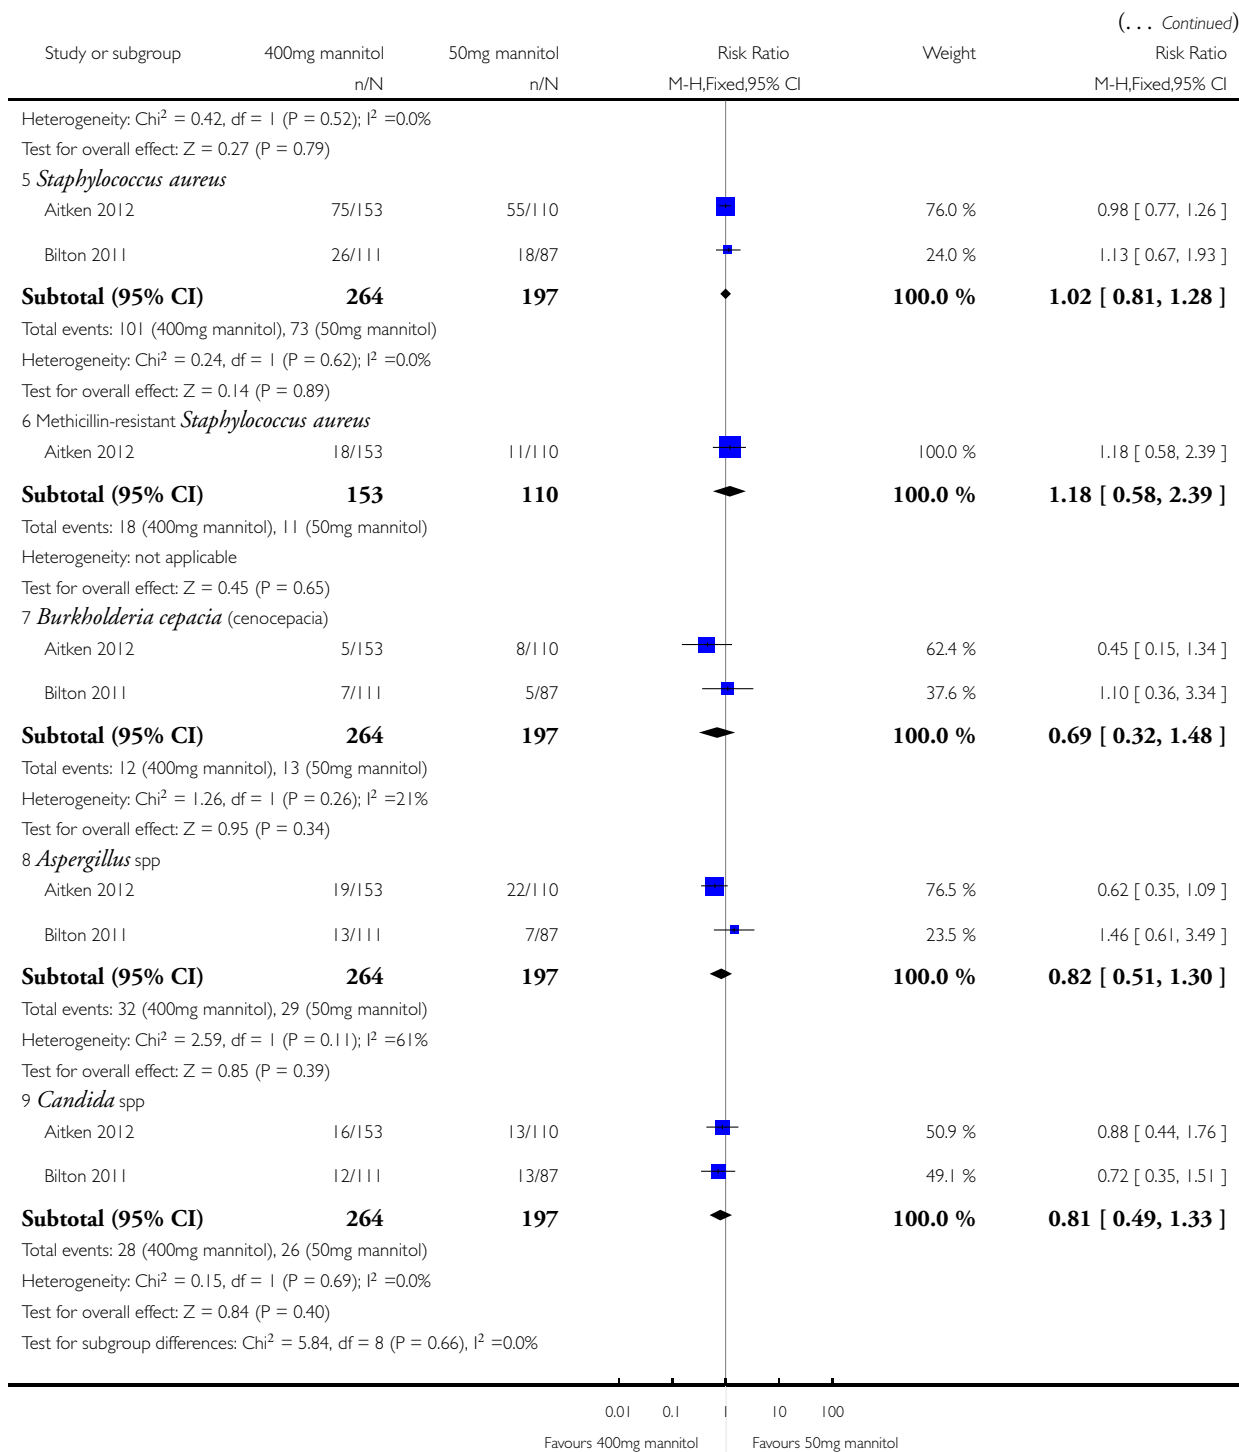 (... Continued)
Study or subgroup 400mg mannitol 50mg mannitol Risk Ratio Weight Risk Ratio
n/N n/N M-H,Fixed,95% CI M-H,Fixed,95% CI
Heterogeneity: Chi² = 0.42, df = 1 (P = 0.52); I² =0.0%
Test for overall effect: Z = 0.27 (P = 0.79)
5 Staphylococcus aureus
Aitken 2012 75/153 55/110 76.0 % 0.98 [ 0.77, 1.26 ]
Bilton 2011 26/111 18/87 24.0 % 1.13 [ 0.67, 1.93 ]
Subtotal (95% CI) 264 197 100.0 % 1.02 [ 0.81, 1.28 ]
Total events: 101 (400mg mannitol), 73 (50mg mannitol)
Heterogeneity: Chi² = 0.24, df = 1 (P = 0.62); I² =0.0%
Test for overall effect: Z = 0.14 (P = 0.89)
6 Methicillin-resistant Staphylococcus aureus
Aitken 2012 18/153 11/110 100.0 % 1.18 [ 0.58, 2.39 ]
Subtotal (95% CI) 153 110 100.0 % 1.18 [ 0.58, 2.39 ]
Total events: 18 (400mg mannitol), 11 (50mg mannitol)
Heterogeneity: not applicable
Test for overall effect: Z = 0.45 (P = 0.65)
7 Burkholderia cepacia (cenocepacia)
Aitken 2012 5/153 8/110 62.4 % 0.45 [ 0.15, 1.34 ]
Bilton 2011 7/111 5/87 37.6 % 1.10 [ 0.36, 3.34 ]
Subtotal (95% CI) 264 197 100.0 % 0.69 [ 0.32, 1.48 ]
Total events: 12 (400mg mannitol), 13 (50mg mannitol)
Heterogeneity: Chi² = 1.26, df = 1 (P = 0.26); I² =21%
Test for overall effect: Z = 0.95 (P = 0.34)
8 Aspergillus spp
Aitken 2012 19/153 22/110 76.5 % 0.62 [ 0.35, 1.09 ]
Bilton 2011 13/111 7/87 23.5 % 1.46 [ 0.61, 3.49 ]
Subtotal (95% CI) 264 197 100.0 % 0.82 [ 0.51, 1.30 ]
Total events: 32 (400mg mannitol), 29 (50mg mannitol)
Heterogeneity: Chi² = 2.59, df = 1 (P = 0.11); I² =61%
Test for overall effect: Z = 0.85 (P = 0.39)
9 Candida spp
Aitken 2012 16/153 13/110 50.9 % 0.88 [ 0.44, 1.76 ]
Bilton 2011 12/111 13/87 49.1 % 0.72 [ 0.35, 1.51 ]
Subtotal (95% CI) 264 197 100.0 % 0.81 [ 0.49, 1.33 ]
Total events: 28 (400mg mannitol), 26 (50mg mannitol)
Heterogeneity: Chi² = 0.15, df = 1 (P = 0.69); I² =0.0%
Test for overall effect: Z = 0.84 (P = 0.40)
Test for subgroup differences: Chi² = 5.84, df = 8 (P = 0.66), I² =0.0%
0.01 0.1 1 10 100
Favours 400mg mannitol Favours 50mg mannitol